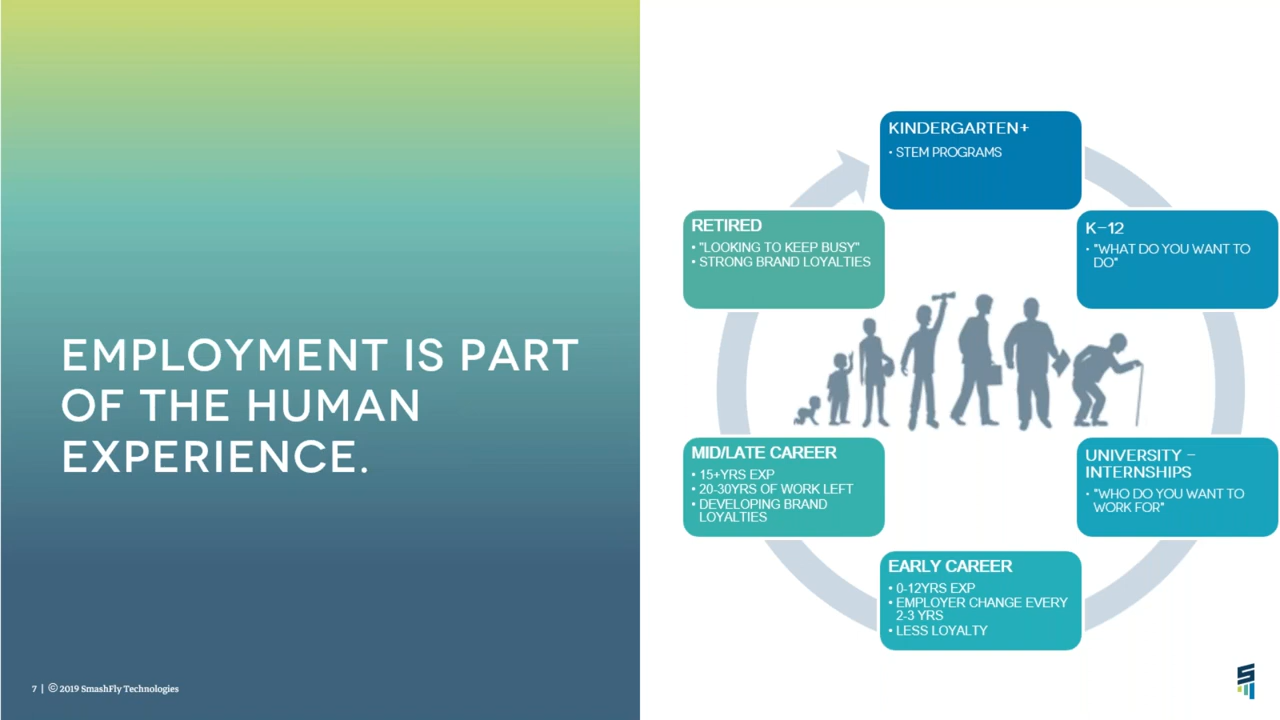 EMPLOYMENT IS PART
OF THE HUMAN
EXPERIENCE.
7 | © 2019 SmashFly Technologies
KINDERGARTEN+
• STEM PROGRAMS
K-12
• "WHAT DO YOU WANT TO
DO"
UNIVERSITY –
INTERNSHIPS
• "WHO DO YOU WANT TO
WORK FOR"
EARLY CAREER
• 0-12YRS EXP
• EMPLOYER CHANGE EVERY
2-3 YRS
• LESS LOYALTY
MID/LATE CAREER
• 15+YRS EXP
• 20-30YRS OF WORK LEFT
• DEVELOPING BRAND
LOYALTIES
RETIRED
• "LOOKING TO KEEP BUSY"
• STRONG BRAND LOYALTIES